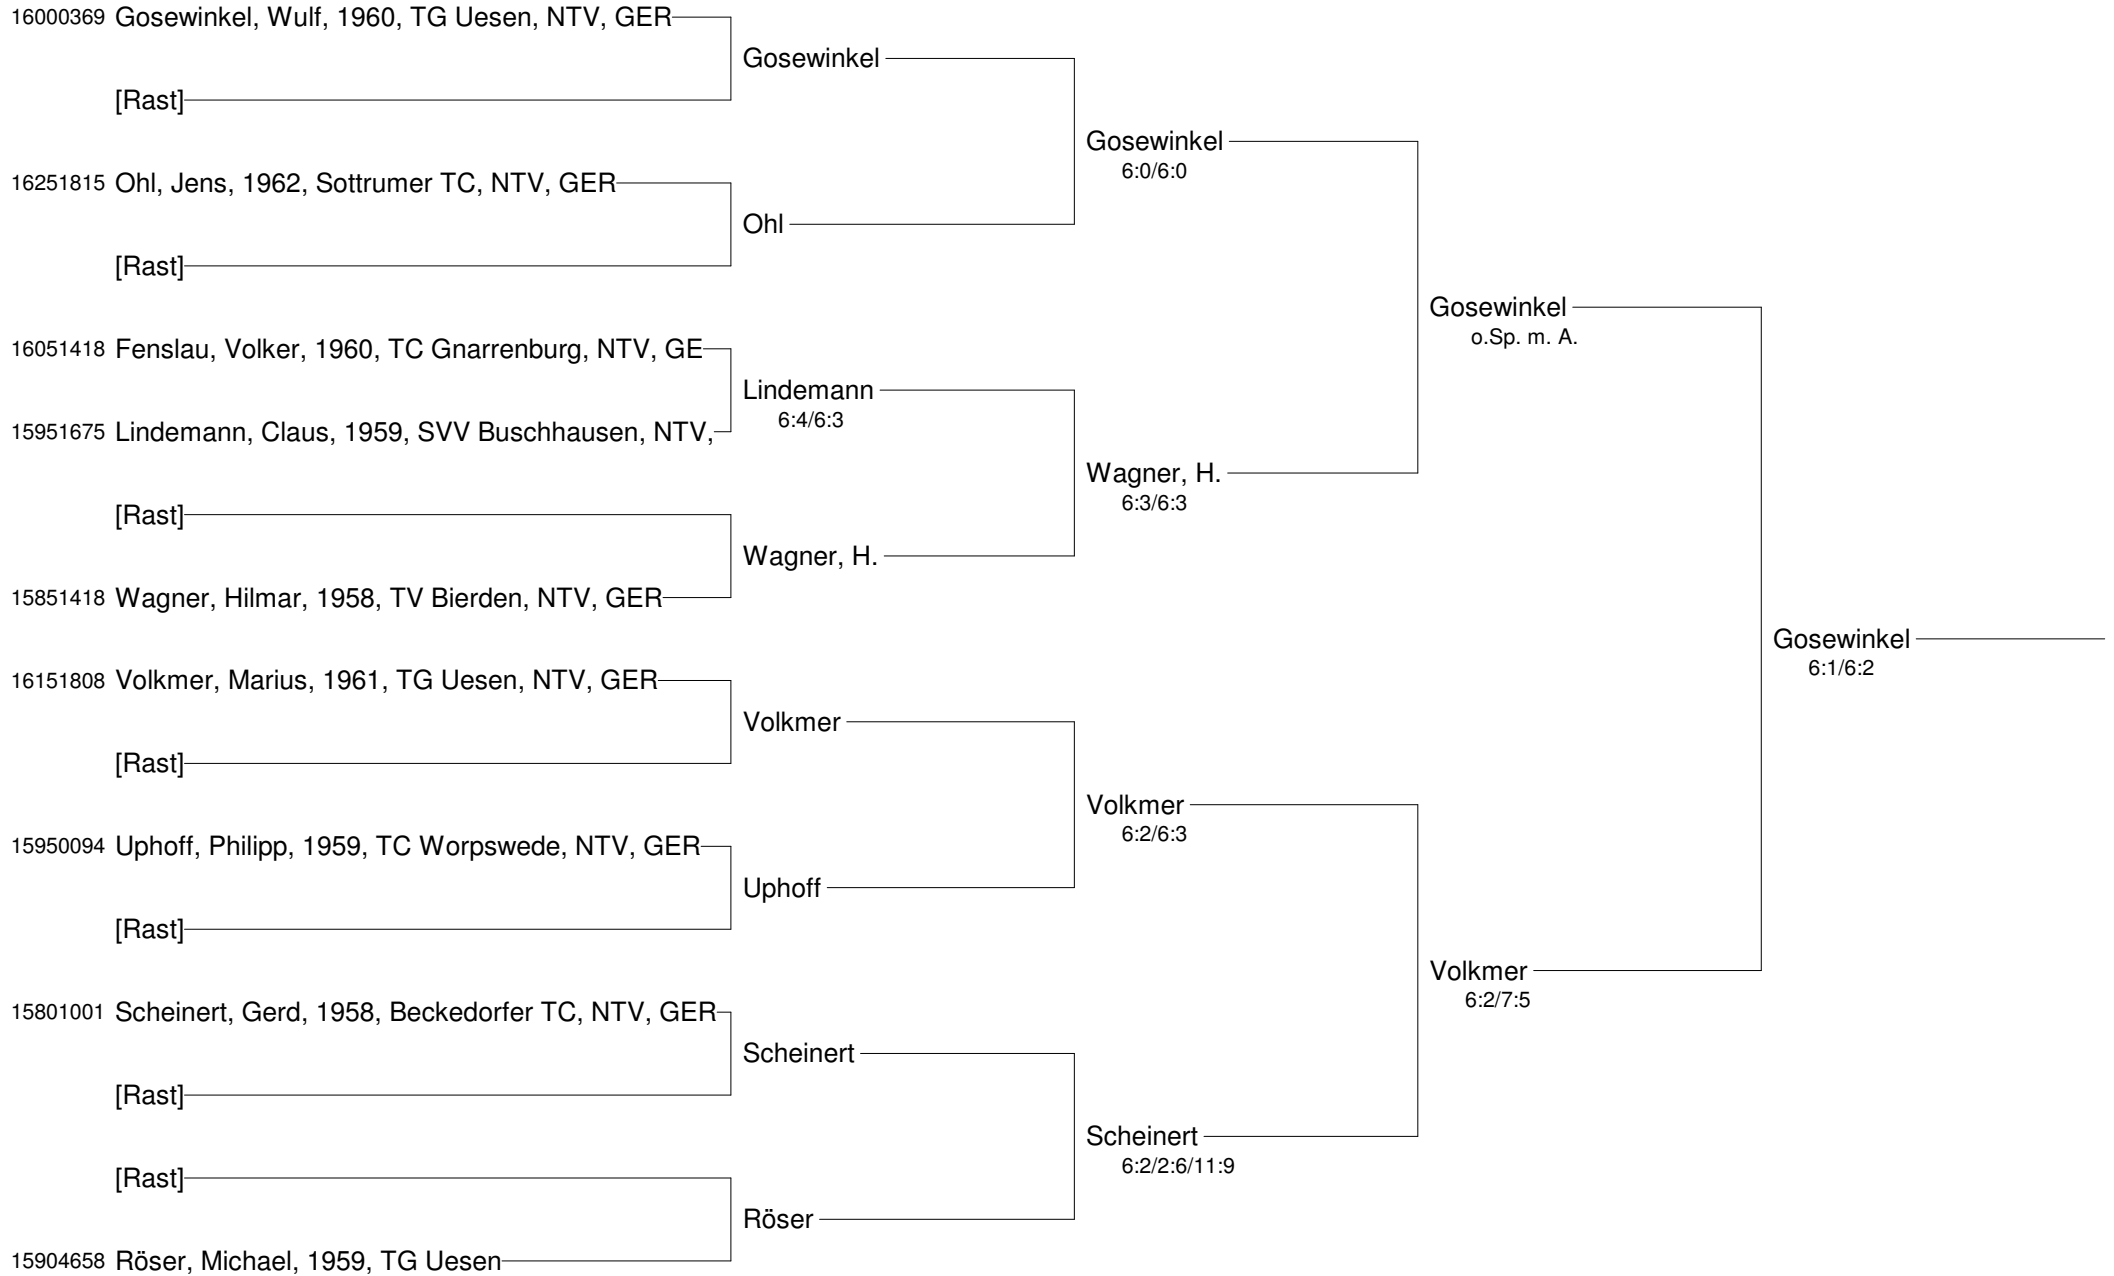 16000369 Gosewinkel, Wulf, 1960, TG Uesen, NTV, GER
Gosewinkel
[Rast]
Gosewinkel
6:0/6:0
16251815 Ohl, Jens, 1962, Sottrumer TC, NTV, GER
Ohl
[Rast]
Gosewinkel
o.Sp. m. A.
16051418 Fenslau, Volker, 1960, TC Gnarrenburg, NTV, GE
Lindemann
6:4/6:3
15951675 Lindemann, Claus, 1959, SVV Buschhausen, NTV,
Wagner, H.
6:3/6:3
[Rast]
Wagner, H.
15851418 Wagner, Hilmar, 1958, TV Bierden, NTV, GER
Gosewinkel
6:1/6:2
16151808 Volkmer, Marius, 1961, TG Uesen, NTV, GER
Volkmer
[Rast]
Volkmer
6:2/6:3
15950094 Uphoff, Philipp, 1959, TC Worpswede, NTV, GER
Uphoff
[Rast]
Volkmer
6:2/7:5
15801001 Scheinert, Gerd, 1958, Beckedorfer TC, NTV, GER
Scheinert
[Rast]
Scheinert
6:2/2:6/11:9
[Rast]
Röser
15904658 Röser, Michael, 1959, TG Uesen